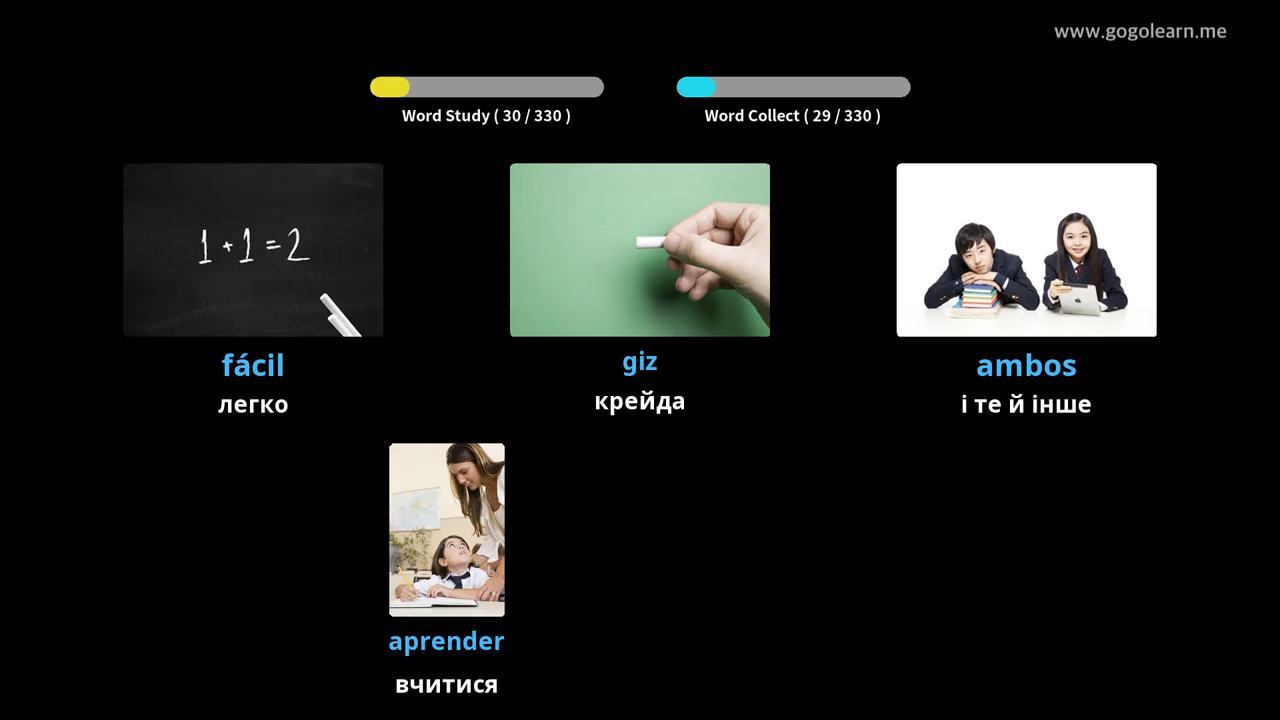 www.gogolearn.me
Word Study ( 30 / 330 )
Word Collect ( 29 / 330 )
1 + 1 = 2
fácil
легко
giz
крейда
ambos
і те й інше
aprender
вчитися